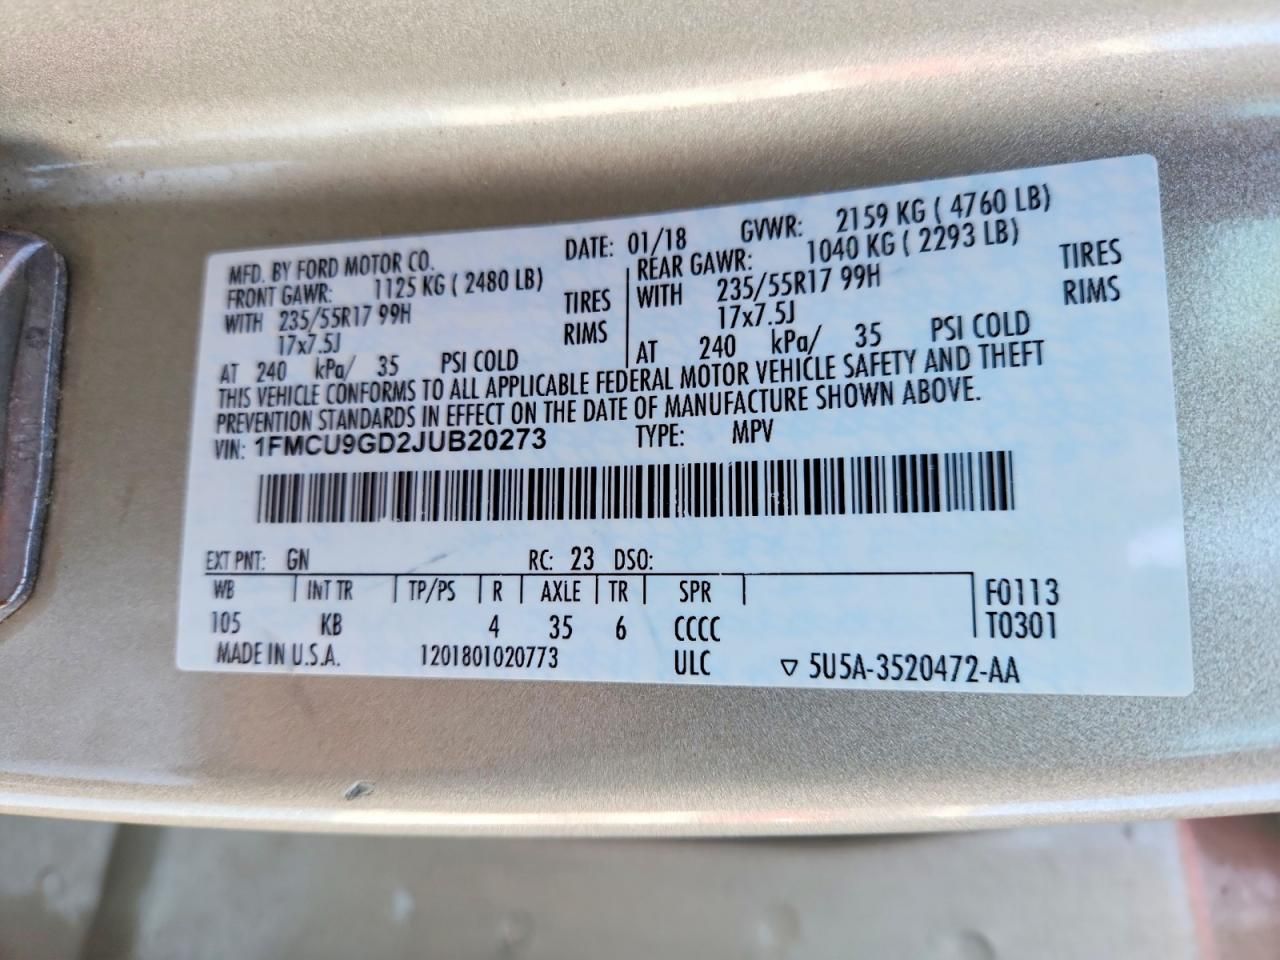 MFD. BY FORD MOTOR CO. DATE: 01/18 GVWR: 2159 KG ( 4760 LB)
FRONT GAWR: 1125 KG ( 2480 LB) REAR GAWR: 1040 KG ( 2293 LB)
WITH 235/55R17 99H TIRES WITH 235/55R17 99H TIRES
17x7.5J RIMS 17x7.5J RIMS
AT 240 kPa/ 35 PSI COLD AT 240 kPa/ 35 PSI COLD
THIS VEHICLE CONFORMS TO ALL APPLICABLE FEDERAL MOTOR VEHICLE SAFETY AND THEFT
PREVENTION STANDARDS IN EFFECT ON THE DATE OF MANUFACTURE SHOWN ABOVE.
VIN: 1FMCU9GD2JUB20273 TYPE: MPV
EXT PNT: GN RC: 23 DSO:
WB INT TR TP/PS R AXLE TR SPR F0113
105 KB 4 35 6 CCCC T0301
MADE IN U.S.A. 1201801020773 ULC ▽ 5U5A-3520472-AA